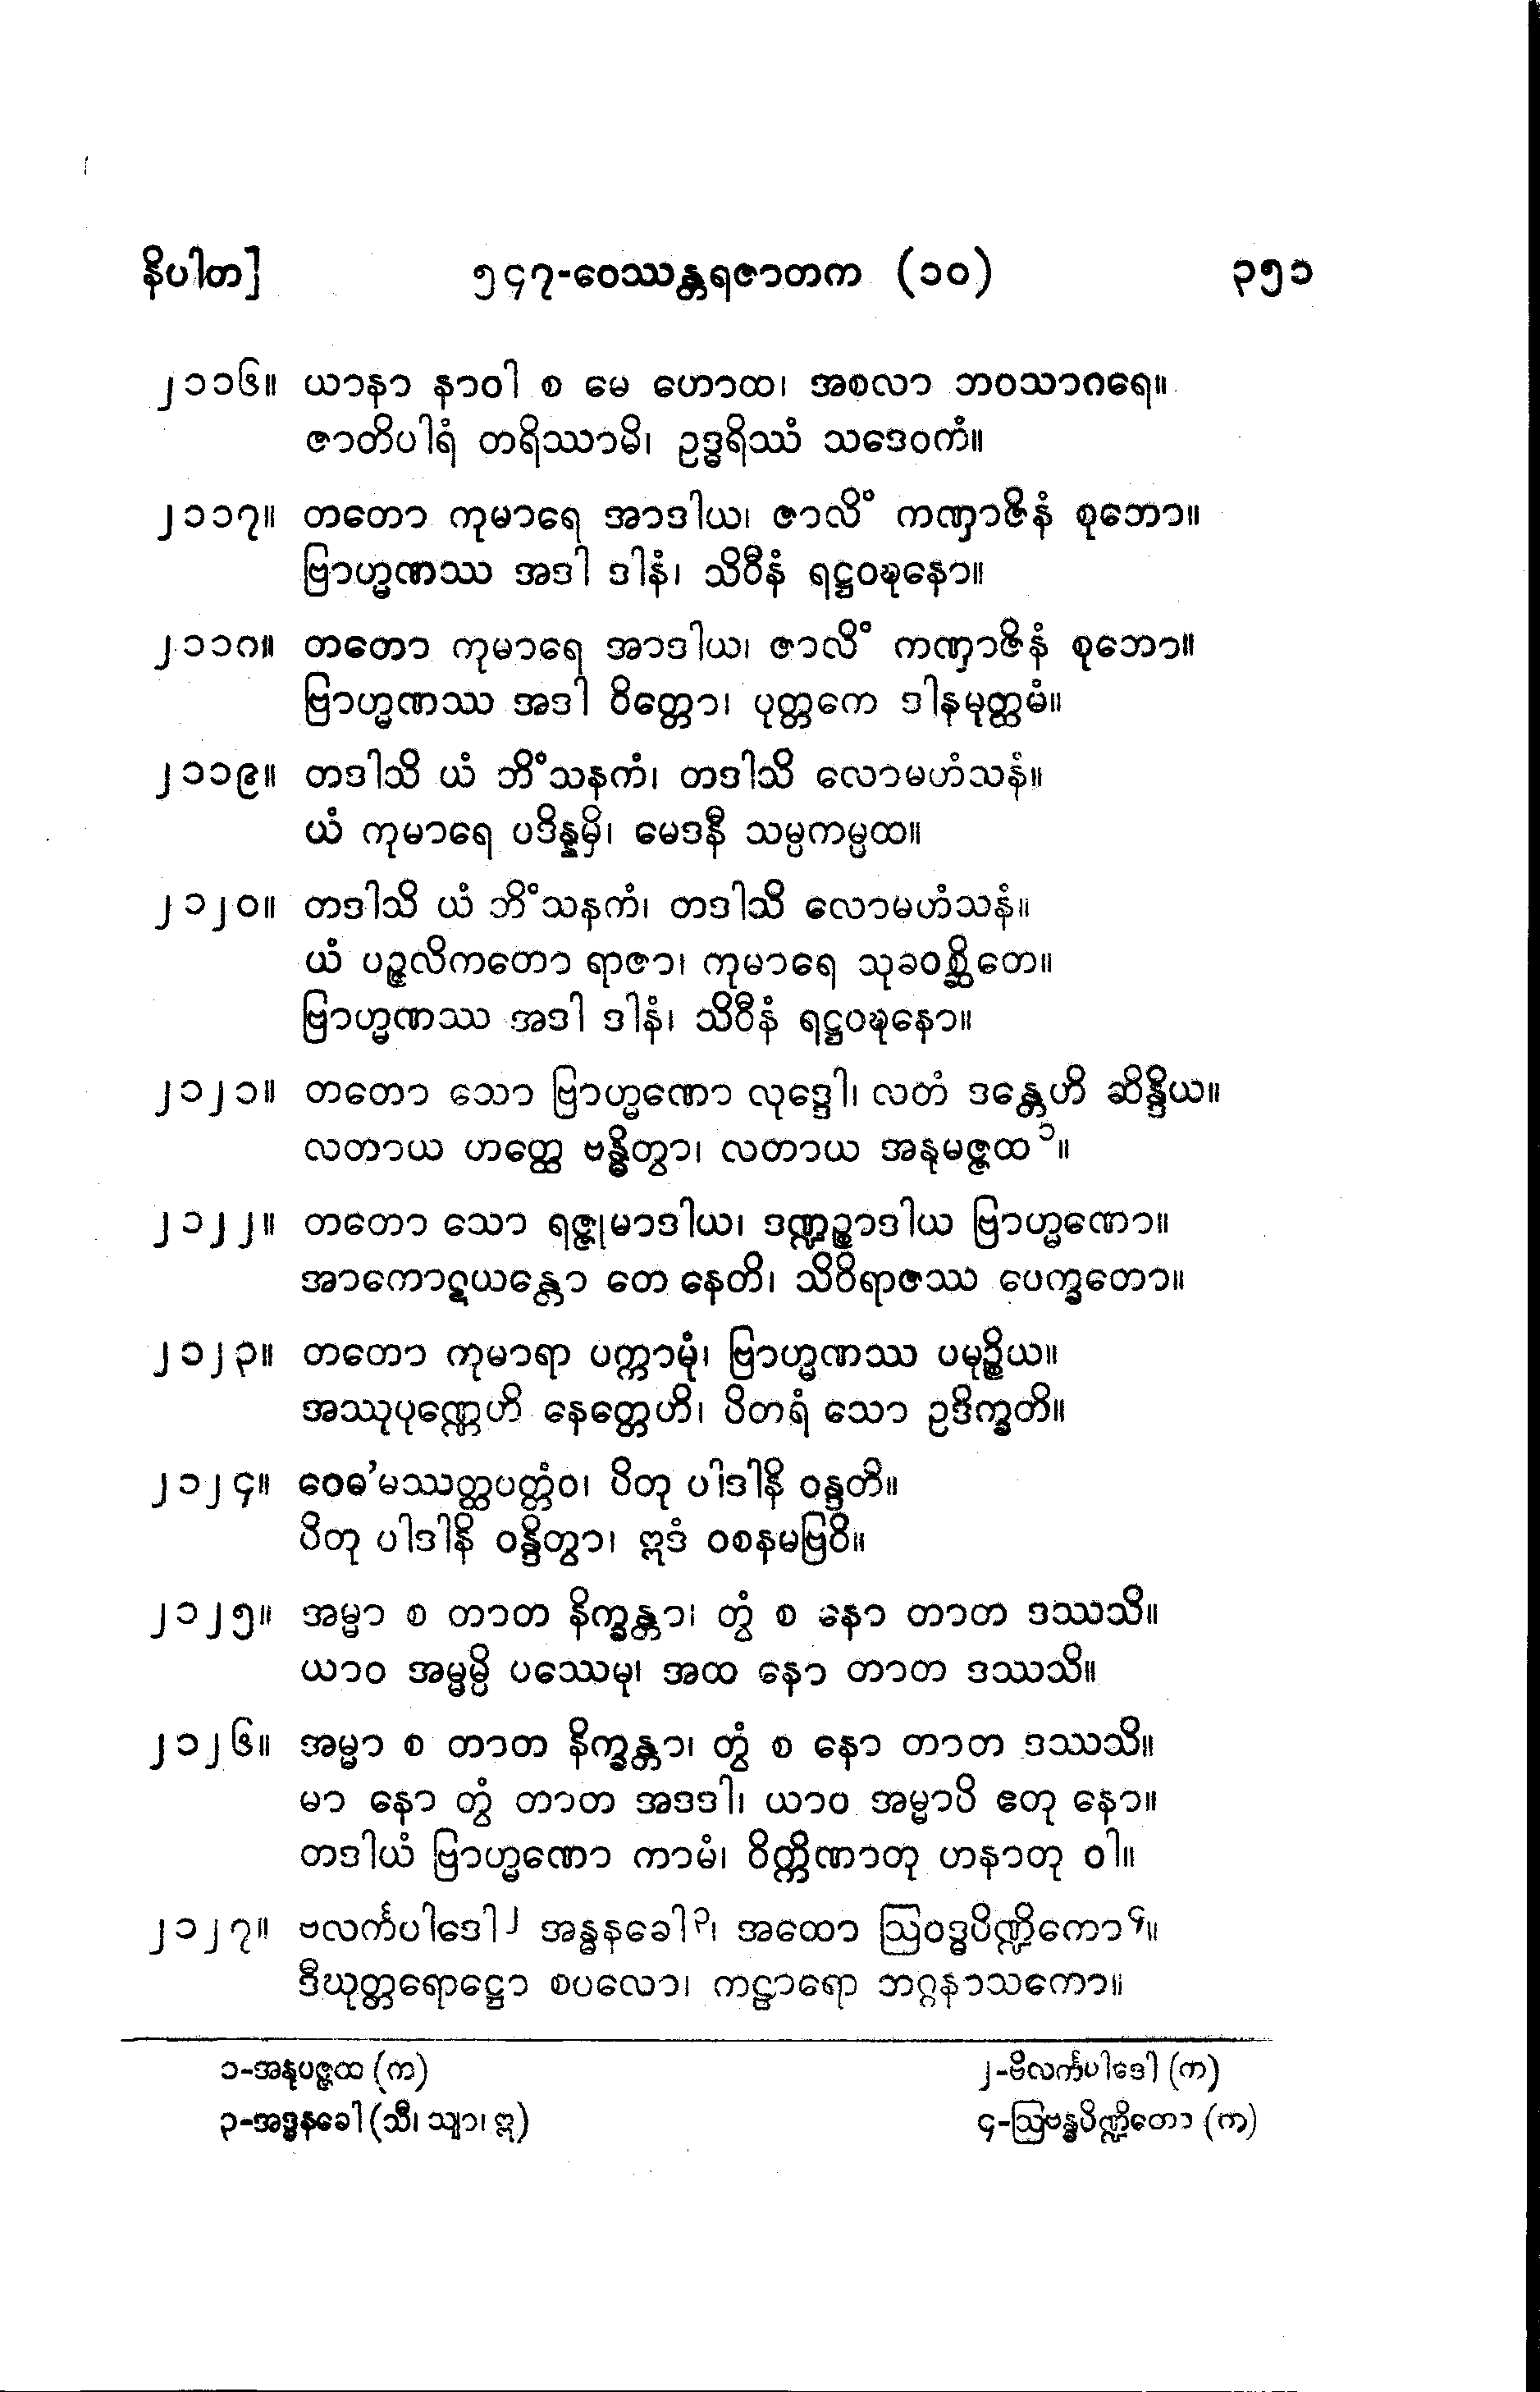 နိပါတ]	၅၄၇-ဝေဿန္တရဇာတက (၁၀)	၃၅၁
၂၁၁၆။ ယာနာ နာဝါ စ မေ ဟောထ၊ အစလာ ဘဝသာဂရေ။
ဇာတိပါရံ တရိဿာမိ၊ ဥဒ္ဓရိဿံ သဒေဝကံ။
၂၁၁၇။ တတော ကုမာရေ အာဒါယ၊ ဇာလိံ ကဏှာဇိနံ စုဘော။
ဗြာဟ္မဏဿ အဒါ ဒါနံ၊ သိဝီနံ ရဋ္ဌဝဍ္ဎနော။
၂၁၁၈။ တတော ကုမာရေ အာဒါယ၊ ဇာလိံ ကဏှာဇိနံ စုဘော။
ဗြာဟ္မဏဿ အဒါ ဝိတ္တော၊ ပုတ္တကေ ဒါနမုတ္တမံ။
၂၁၁၉။ တဒါသိ ယံ ဘိံသနကံ၊ တဒါသိ လောမဟံသနံ။
ယံ ကုမာရေ ပဒိန္နမှိ၊ မေဒနီ သမ္ပကမ္ပထ။
၂၁၂၀။ တဒါသိ ယံ ဘိံသနကံ၊ တဒါသိ လောမဟံသနံ။
ယံ ပဉ္ဇလိကတော ရာဇာ၊ ကုမာရေ သုခဝစ္ဆိတေ။
ဗြာဟ္မဏဿ အဒါ ဒါနံ၊ သိဝီနံ ရဋ္ဌဝဍ္ဎနော။
၂၁၂၁။ တတော သော ဗြာဟ္မဏော လုဒ္ဒေါ၊ လတံ ဒန္တေဟိ ဆိန္ဒိယ။
လတာယ ဟတ္ထေ ဗန္ဓိတွာ၊ လတာယ အနုမဇ္ဇထ ၁။
၂၁၂၂။ တတော သော ရဇ္ဇုမာဒါယ၊ ဒဏ္ဍဉ္စာဒါယ ဗြာဟ္မဏော။
အာကောဋယန္တော တေ နေတိ၊ သိဝိရာဇဿ ပေက္ခတော။
၂၁၂၃။ တတော ကုမာရာ ပက္ကာမုံ၊ ဗြာဟ္မဏဿ ပမုဉ္စိယ။
အဿုပုဏ္ဏေဟိ နေတ္တေဟိ၊ ပိတရံ သော ဥဒိက္ခတိ။
၂၁၂၄။ ဝေဓ’မဿတ္ထပတ္တံဝ၊ ပိတု ပါဒါနိ ဝန္ဒတိ။
ပိတု ပါဒါနိ ဝန္ဒိတွာ၊ ဣဒံ ဝစနမဗြဝိ။
၂၁၂၅။ အမ္မာ စ တာတ နိက္ခန္တာ၊ တွံ စ နော တာတ ဒဿသိ။
ယာဝ အမ္မမ္ပိ ပဿေမု၊ အထ နော တာတ ဒဿသိ။
၂၁၂၆။ အမ္မာ စ တာတ နိက္ခန္တာ၊ တွံ စ နော တာတ ဒဿသိ။
မာ နော တွံ တာတ အဒဒါ၊ ယာဝ အမ္မာပိ ဧတု နော။
တဒါယံ ဗြာဟ္မဏော ကာမံ၊ ဝိက္ကိဏာတု ဟနာတု ဝါ။
၂၁၂၇။ ဗလင်္ကပါဒေါ ၂ အန္ဓနခေါ ၃၊ အထော ဩဝဒ္ဓပိဏ္ဍိကော ၄။
ဒီဃုတ္တရောဋ္ဌော စပလော၊ ကဠာရော ဘဂ္ဂနာသကော။
၁-အနုပဇ္ဇထ (က)	၂-ဗိလင်္ကပါဒေါ (က)
၃-အဒ္ဓနခေါ (သီ၊ သျာ၊ ဣ)	၄-ဩဗန္ဓပိဏ္ဍိတော (က)